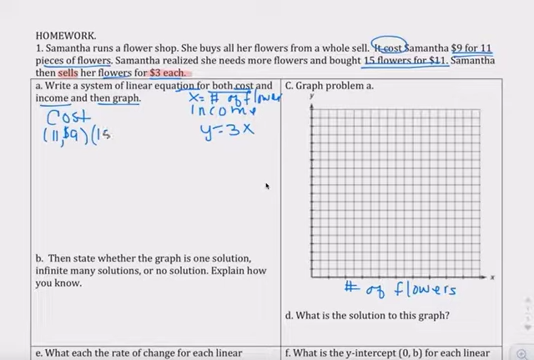 HOMEWORK.
1. Samantha runs a flower shop. She buys all her flowers from a whole sell. It cost Samantha $9 for 11
pieces of flowers. Samantha realized she needs more flowers and bought 15 flowers for $11. Samantha
then sells her flowers for $3 each.
a. Write a system of linear equation for both cost and
income and then graph.
x = # of flower
Income
y = 3x
Cost
(11, $9) (15
b. Then state whether the graph is one solution,
infinite many solutions, or no solution. Explain how
you know.
C. Graph problem a.
y
x
# of flowers
d. What is the solution to this graph?
e. What each the rate of change for each linear
f. What is the y-intercept (0, b) for each linear